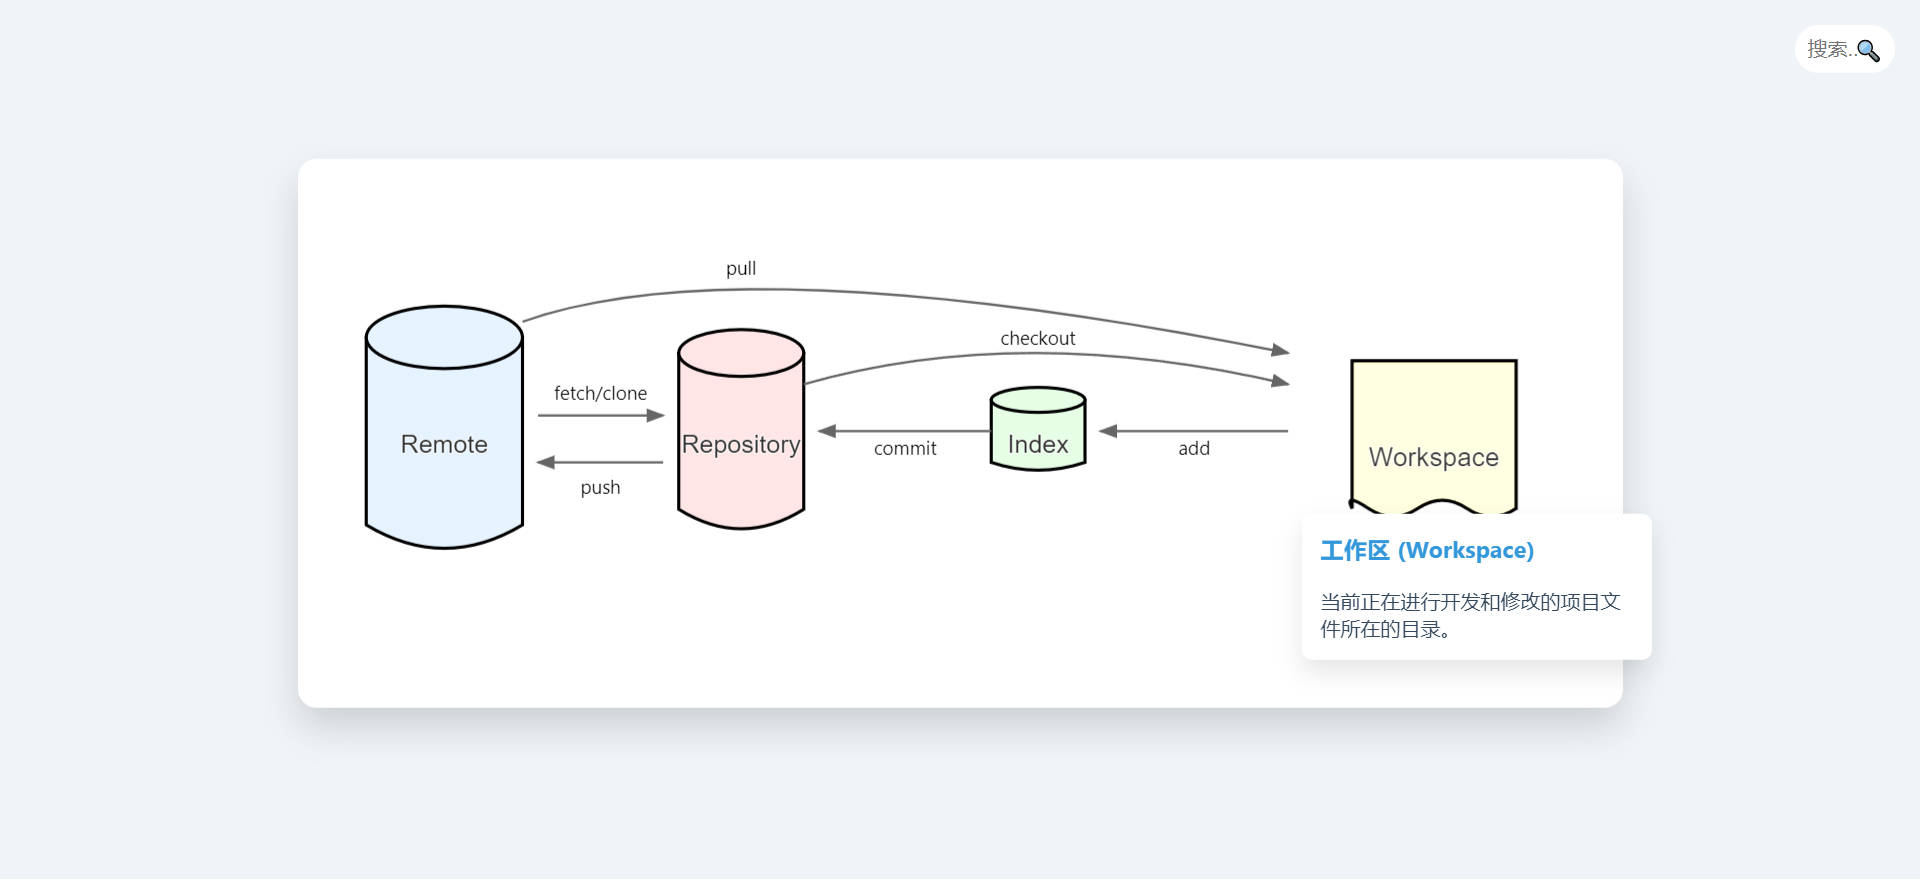 搜索..
pull
checkout
fetch/clone
Remote
Repository
Index
Workspace
commit
add
push
工作区 (Workspace)
当前正在进行开发和修改的项目文
件所在的目录。